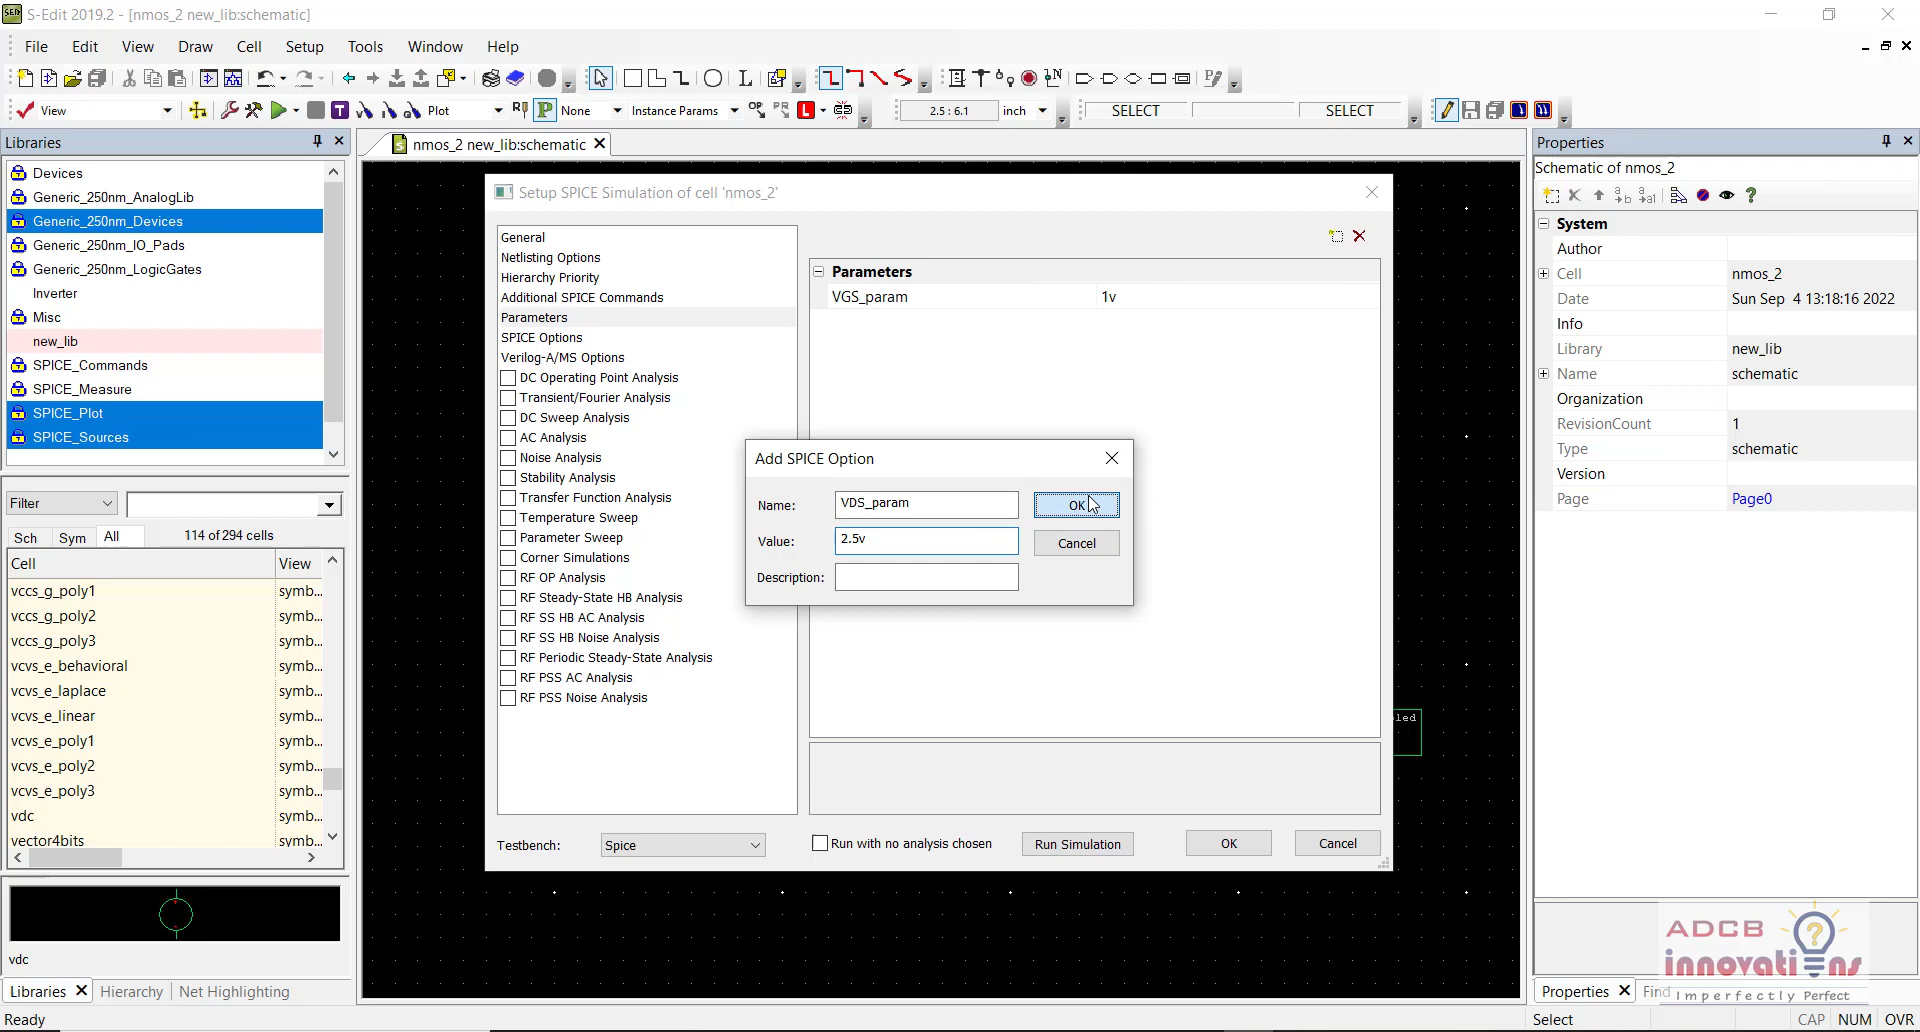 S-Edit 2019.2 - [nmos_2 new_lib:schematic]
File Edit View Draw Cell Setup Tools Window Help
View Plot None Instance Params 2.5 : 6.1 inch SELECT SELECT
Libraries
Devices
Generic_250nm_AnalogLib
Generic_250nm_Devices
Generic_250nm_IO_Pads
Generic_250nm_LogicGates
Inverter
Misc
new_lib
SPICE_Commands
SPICE_Measure
SPICE_Plot
SPICE_Sources
Filter
Sch Sym All 114 of 294 cells
Cell View
vccs_g_poly1 symb...
vccs_g_poly2 symb...
vccs_g_poly3 symb...
vcvs_e_behavioral symb...
vcvs_e_laplace symb...
vcvs_e_linear symb...
vcvs_e_poly1 symb...
vcvs_e_poly2 symb...
vcvs_e_poly3 symb...
vdc symb...
vector4bits symb...
vdc
Libraries Hierarchy Net Highlighting
Ready
nmos_2 new_lib:schematic
Setup SPICE Simulation of cell 'nmos_2'
General
Netlisting Options
Hierarchy Priority
Additional SPICE Commands
Parameters
SPICE Options
Verilog-A/MS Options
DC Operating Point Analysis
Transient/Fourier Analysis
DC Sweep Analysis
AC Analysis
Noise Analysis
Stability Analysis
Transfer Function Analysis
Temperature Sweep
Parameter Sweep
Corner Simulations
RF OP Analysis
RF Steady-State HB Analysis
RF SS HB AC Analysis
RF SS HB Noise Analysis
RF Periodic Steady-State Analysis
RF PSS AC Analysis
RF PSS Noise Analysis
Parameters
VGS_param 1v
Add SPICE Option
Name: VDS_param OK
Value: 2.5v Cancel
Description:
Testbench: Spice Run with no analysis chosen Run Simulation OK Cancel
led
Properties
Schematic of nmos_2
System
Author
Cell nmos_2
Date Sun Sep 4 13:18:16 2022
Info
Library new_lib
Name schematic
Organization
RevisionCount 1
Type schematic
Version
Page Page0
ADCB
innovations
Imperfectly Perfect
Properties Find
Select CAP NUM OVR